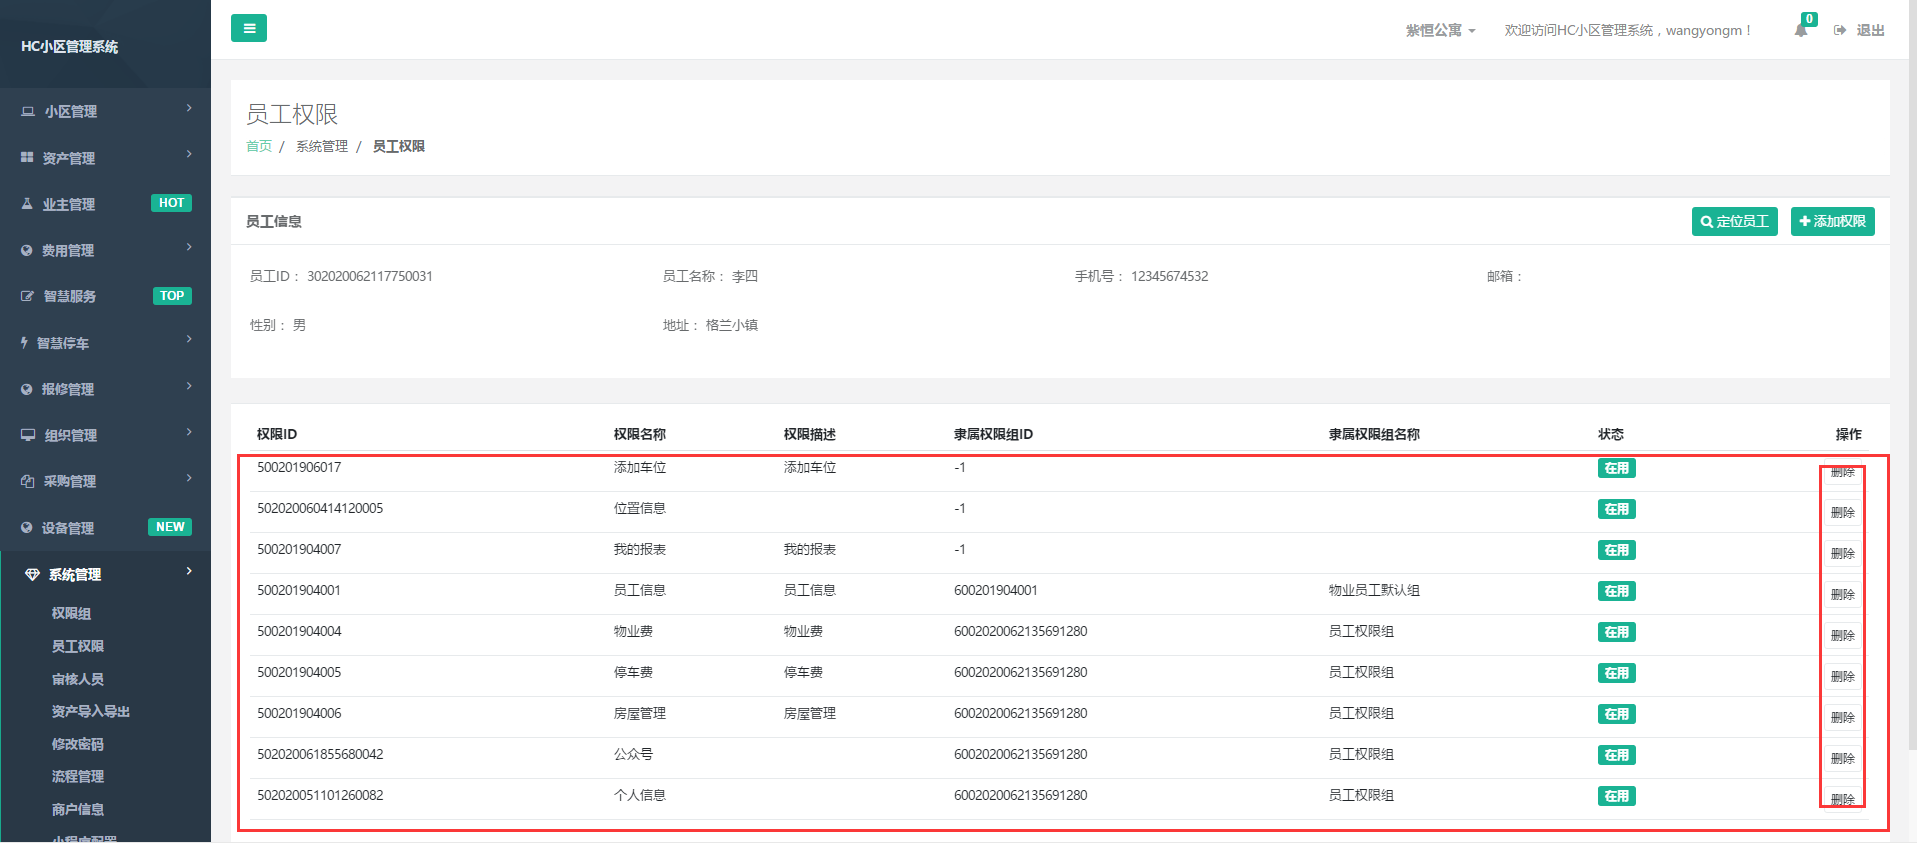 HC小区管理系统
紫恒公寓
欢迎访问HC小区管理系统，wangyongm！
0
退出
小区管理
资产管理
业主管理 HOT
费用管理
智慧服务 TOP
智慧停车
报修管理
组织管理
采购管理
设备管理 NEW
系统管理
权限组
员工权限
审核人员
资产导入导出
修改密码
流程管理
商户信息
小程序配置
员工权限
首页 / 系统管理 / 员工权限
员工信息
定位员工
添加权限
员工ID： 302020062117750031 员工名称： 李四 手机号： 12345674532 邮箱：
性别： 男 地址： 格兰小镇
权限ID 权限名称 权限描述 隶属权限组ID 隶属权限组名称 状态 操作
500201906017 添加车位 添加车位 -1 在用 删除
502020060414120005 位置信息 -1 在用 删除
500201904007 我的报表 我的报表 -1 在用 删除
500201904001 员工信息 员工信息 600201904001 物业员工默认组 在用 删除
500201904004 物业费 物业费 6002020062135691280 员工权限组 在用 删除
500201904005 停车费 停车费 6002020062135691280 员工权限组 在用 删除
500201904006 房屋管理 房屋管理 6002020062135691280 员工权限组 在用 删除
502020061855680042 公众号 6002020062135691280 员工权限组 在用 删除
502020051101260082 个人信息 6002020062135691280 员工权限组 在用 删除